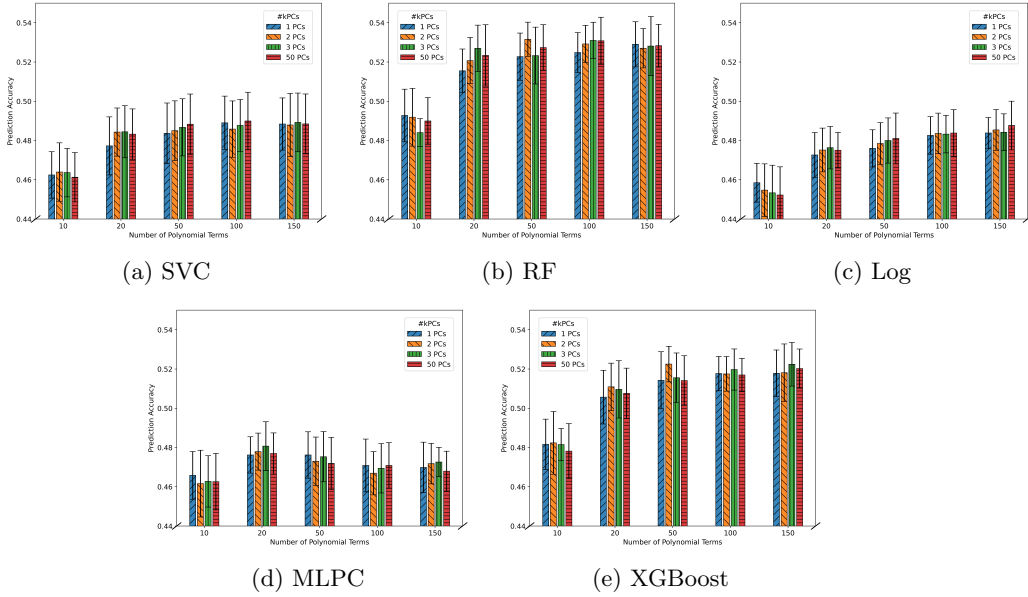 0.54
0.52
0.50
0.48
0.46
0.44
Prediction Accuracy
#kPCs
1 PCs
2 PCs
3 PCs
50 PCs
10 20 50 100 150
Number of Polynomial Terms
(a) SVC
0.54
0.52
0.50
0.48
0.46
0.44
Prediction Accuracy
#kPCs
1 PCs
2 PCs
3 PCs
50 PCs
10 20 50 100 150
Number of Polynomial Terms
(b) RF
0.54
0.52
0.50
0.48
0.46
0.44
Prediction Accuracy
#kPCs
1 PCs
2 PCs
3 PCs
50 PCs
10 20 50 100 150
Number of Polynomial Terms
(c) Log
0.54
0.52
0.50
0.48
0.46
0.44
Prediction Accuracy
#kPCs
1 PCs
2 PCs
3 PCs
50 PCs
10 20 50 100 150
Number of Polynomial Terms
(d) MLPC
0.54
0.52
0.50
0.48
0.46
0.44
Prediction Accuracy
#kPCs
1 PCs
2 PCs
3 PCs
50 PCs
10 20 50 100 150
Number of Polynomial Terms
(e) XGBoost